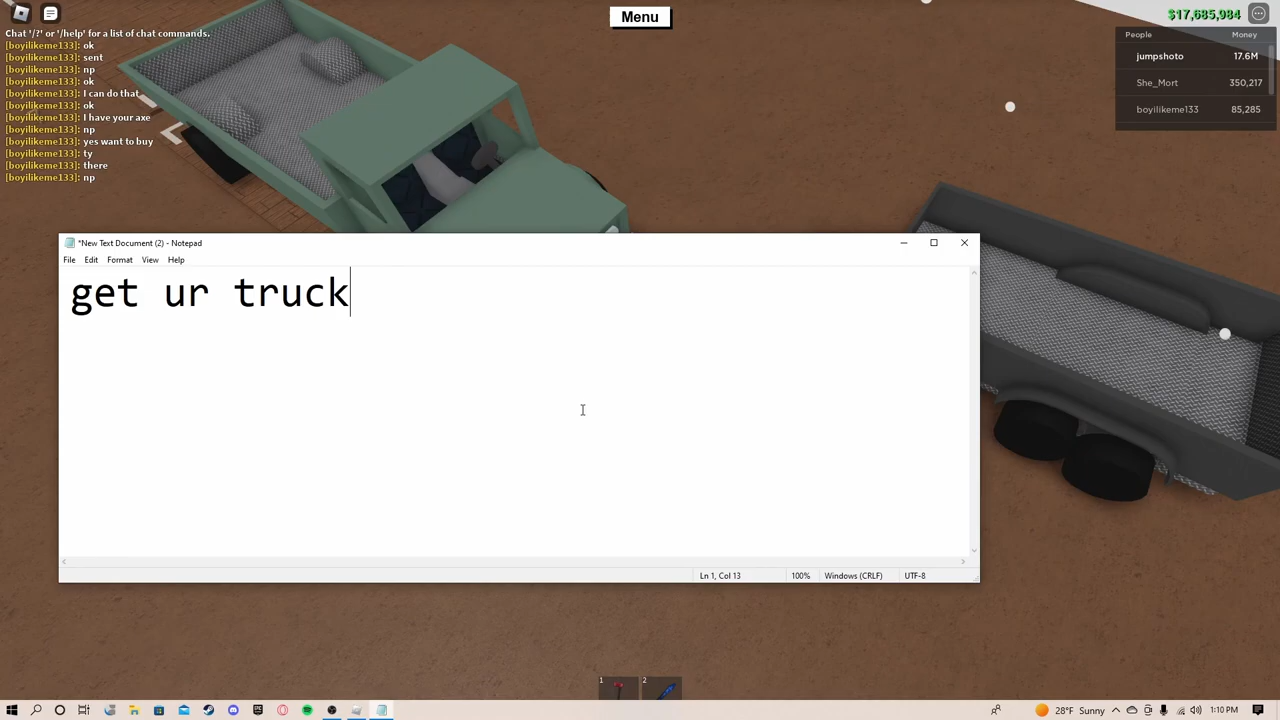 Menu
$17,685,984
Chat '/?' or '/help' for a list of chat commands.
[boyilikeme133]: ok
[boyilikeme133]: sent
[boyilikeme133]: np
[boyilikeme133]: ok
[boyilikeme133]: I can do that
[boyilikeme133]: ok
[boyilikeme133]: I have your axe
[boyilikeme133]: np
[boyilikeme133]: yes want to buy
[boyilikeme133]: ty
[boyilikeme133]: there
[boyilikeme133]: np
People Money
jumpshoto 17.6M
She_Mort 350,217
boyilikeme133 85,285
*New Text Document (2) - Notepad
File Edit Format View Help
get ur truck
Ln 1, Col 13 100% Windows (CRLF) UTF-8
1 2
28°F Sunny 1:10 PM